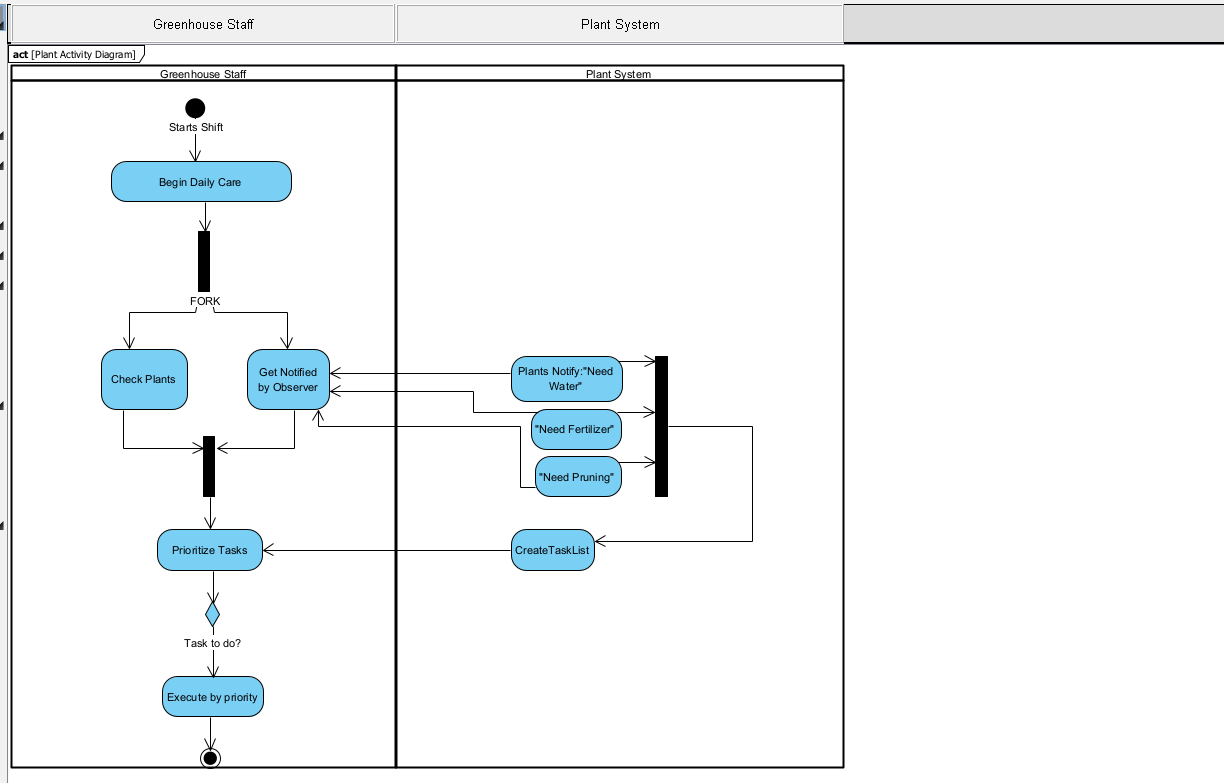 Greenhouse Staff
Plant System
act [Plant Activity Diagram]
Greenhouse Staff
Plant System
Starts Shift
Begin Daily Care
FORK
Check Plants
Get Notified
by Observer
Plants Notify:"Need
Water"
"Need Fertilizer"
"Need Pruning"
Prioritize Tasks
CreateTaskList
Task to do?
Execute by priority